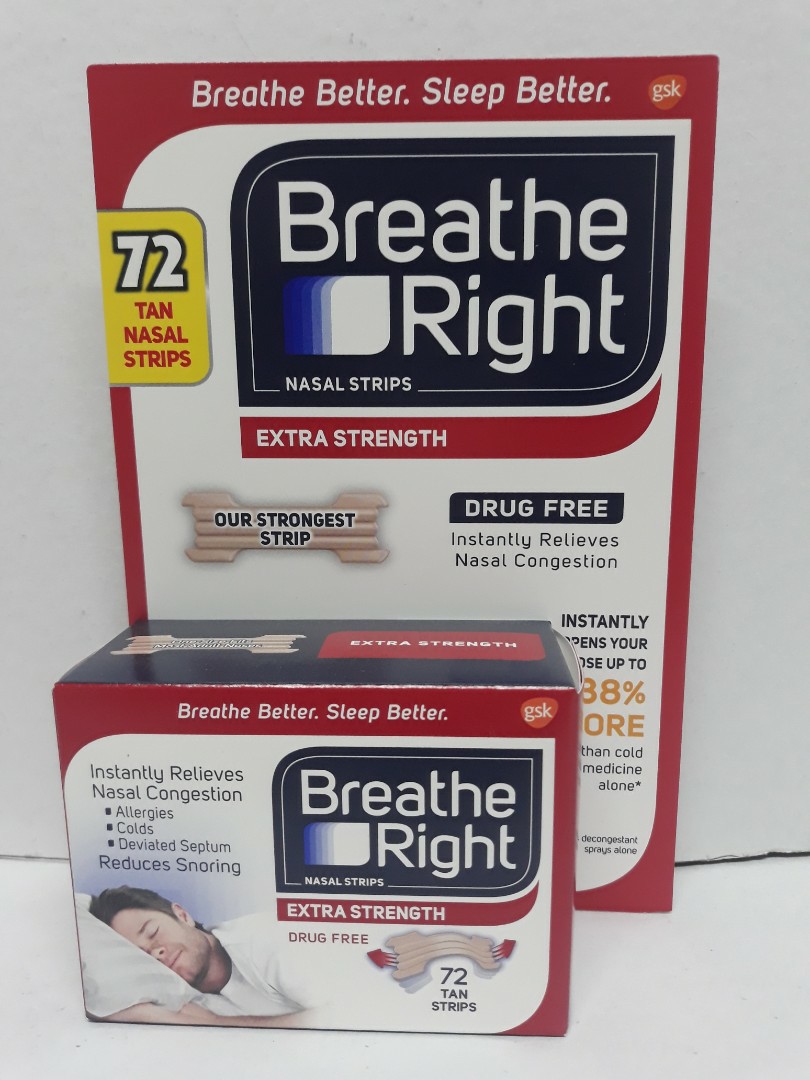 Breathe Better. Sleep Better.
gsk
Breathe
Right
NASAL STRIPS
EXTRA STRENGTH
72
TAN
NASAL
STRIPS
OUR STRONGEST
STRIP
DRUG FREE
Instantly Relieves
Nasal Congestion
INSTANTLY
PENS YOUR
OSE UP TO
38%
ORE
than cold
medicine
alone*
decongestant
sprays alone
EXTRA STRENGTH
Breathe Better. Sleep Better.
gsk
Instantly Relieves
Nasal Congestion
▪ Allergies
▪ Colds
▪ Deviated Septum
Reduces Snoring
Breathe
Right
NASAL STRIPS
EXTRA STRENGTH
DRUG FREE
72
TAN
STRIPS